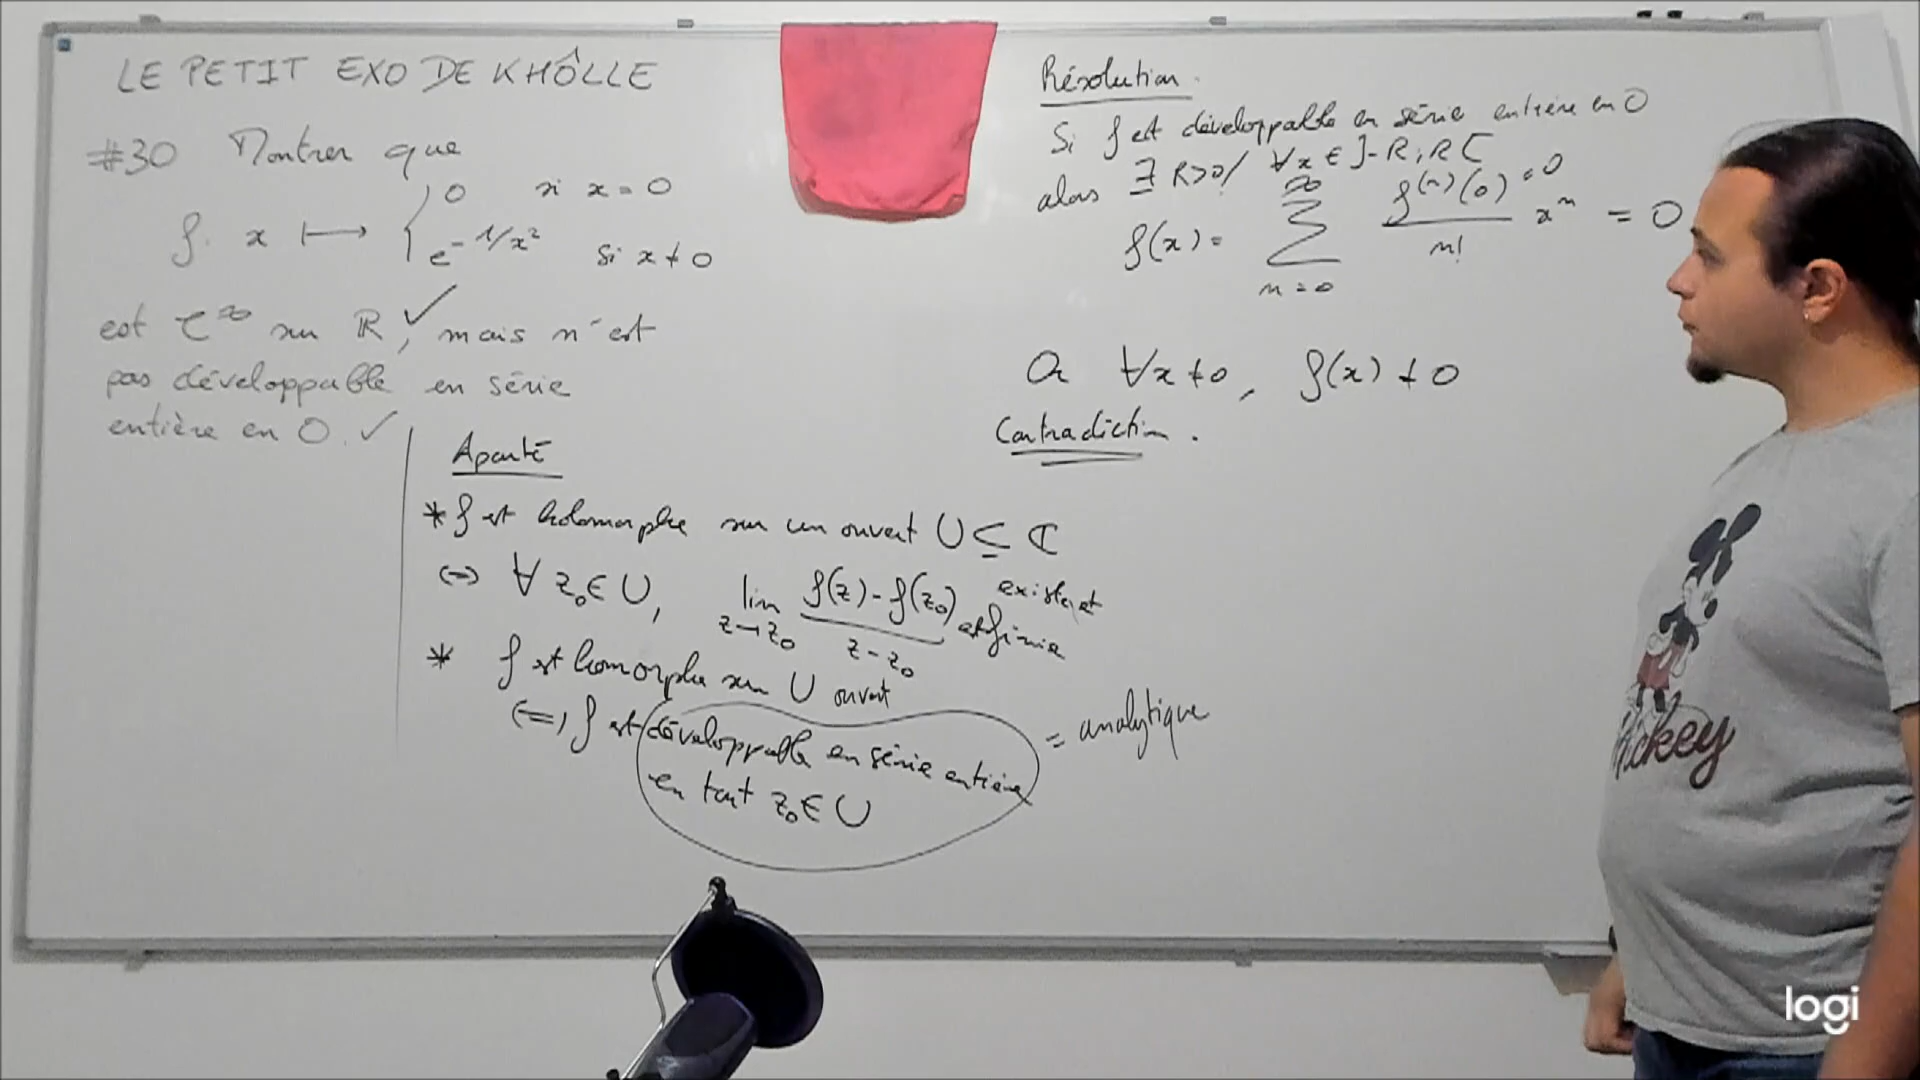 LE PETIT EXO DE KHÔLLE
#30 Montrer que
f : x ⟼ { 0 si x = 0
e^{-1/x²} si x ≠ 0
est C^∞ sur ℝ, ✓ mais n'est
pas développable en série
entière en 0. ✓
Résolution.
Si f est développable en série entière en 0
alors ∃ R>0 / ∀x ∈ ]-R ; R[
f(x) = ∑_{n=0}^{∞} f^{(n)}(0) = 0 / n! x^n = 0
Or ∀x ≠ 0, f(x) ≠ 0
Contradiction.
Aparté
* f est holomorphe sur un ouvert U ⊆ ℂ
⇔ ∀ z₀ ∈ U, lim_{z→z₀} (f(z) - f(z₀)) / (z - z₀) existe, et est finie
* f est homorphe sur U ouvert
⇔ f est développable en série entière = analytique
en tout z₀ ∈ U
Mickey
logi